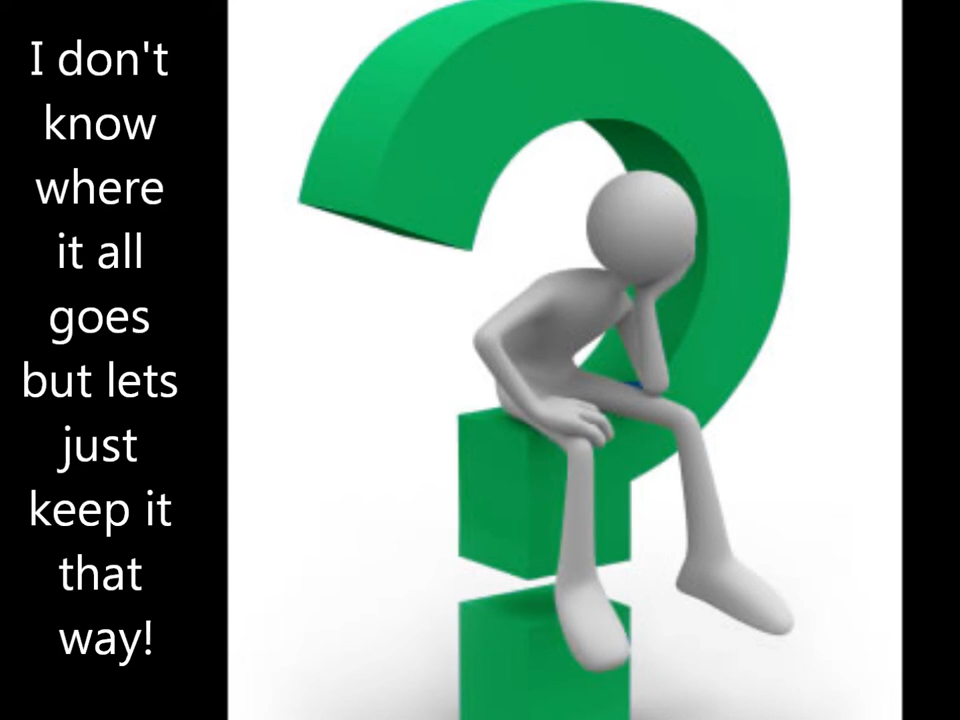 I don't
know
where
it all
goes
but lets
just
keep it
that
way!